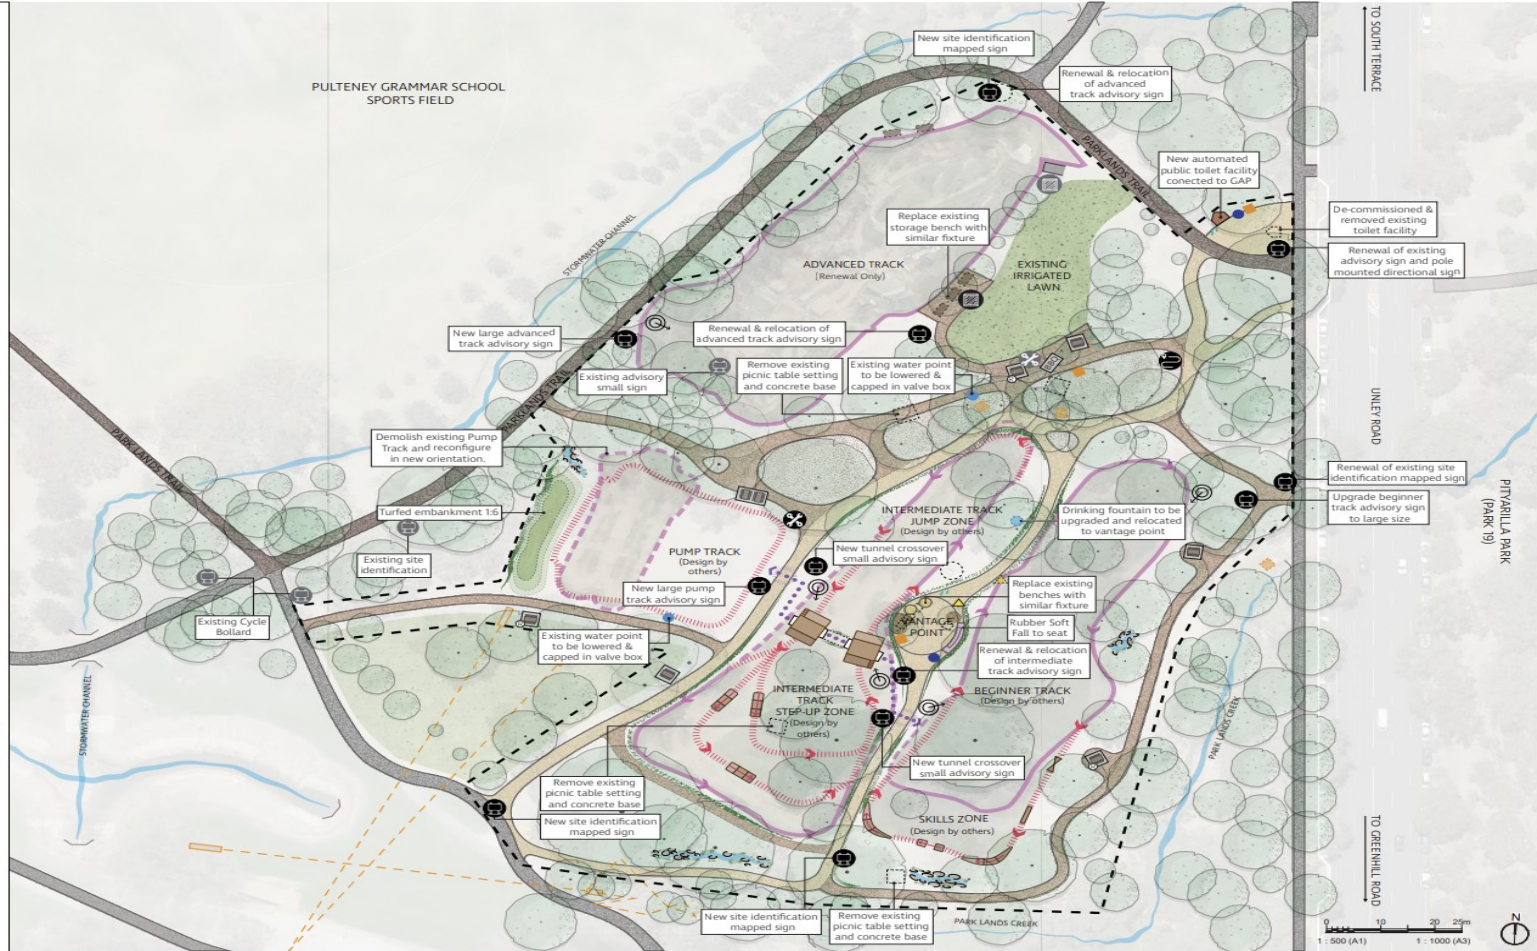 New site identification
mapped sign
Renewal & relocation
of advanced
track advisory sign
TO SOUTH TERRACE
PULTENEY GRAMMAR SCHOOL
SPORTS FIELD
PARKLANDS TRAIL
New automated
public toilet facility
conected to GAP
De-commissioned &
removed existing
toilet facility
Renewal of existing
advisory sign and pole
mounted directional sign
STORMWATER CHANNEL
Replace existing
storage bench with
similar fixture
ADVANCED TRACK
(Renewal Only)
EXISTING
IRRIGATED
LAWN
New large advanced
track advisory sign
Renewal & relocation of
advanced track advisory sign
Existing advisory
small sign
Remove existing
picnic table setting
and concrete base
Existing water point
to be lowered &
capped in valve box
PARKLANDS TRAIL
UNLEY ROAD
Demolish existing Pump
Track and reconfigure
in new orientation.
PARK LANDS TRAIL
Turfed embankment 1:6
Existing site
identification
Existing Cycle
Bollard
PUMP TRACK
(Design by
others)
New large pump
track advisory sign
INTERMEDIATE TRACK
JUMP ZONE
(Design by others)
New tunnel crossover
small advisory sign
Drinking fountain to be
upgraded and relocated
to vantage point
Renewal of existing site
identification mapped sign
Upgrade beginner
track advisory sign
to large size
PITYARILLA PARK
(PARK 19)
Replace existing
benches with
similar fixture
VANTAGE
POINT
Rubber Soft
Fall to seat
Renewal & relocation
of intermediate
track advisory sign
Existing water point
to be lowered &
capped in valve box
INTERMEDIATE
TRACK
STEP-UP ZONE
(Design by
others)
BEGINNER TRACK
(Design by others)
STORMWATER CHANNEL
PARK LANDS CREEK
New tunnel crossover
small advisory sign
Remove existing
picnic table setting
and concrete base
New site identification
mapped sign
SKILLS ZONE
(Design by others)
TO GREENHILL ROAD
New site identification
mapped sign
Remove existing
picnic table setting
and concrete base
PARK LANDS CREEK
0 10 20 25m
1 : 500 (A1) 1 : 1000 (A3)
N